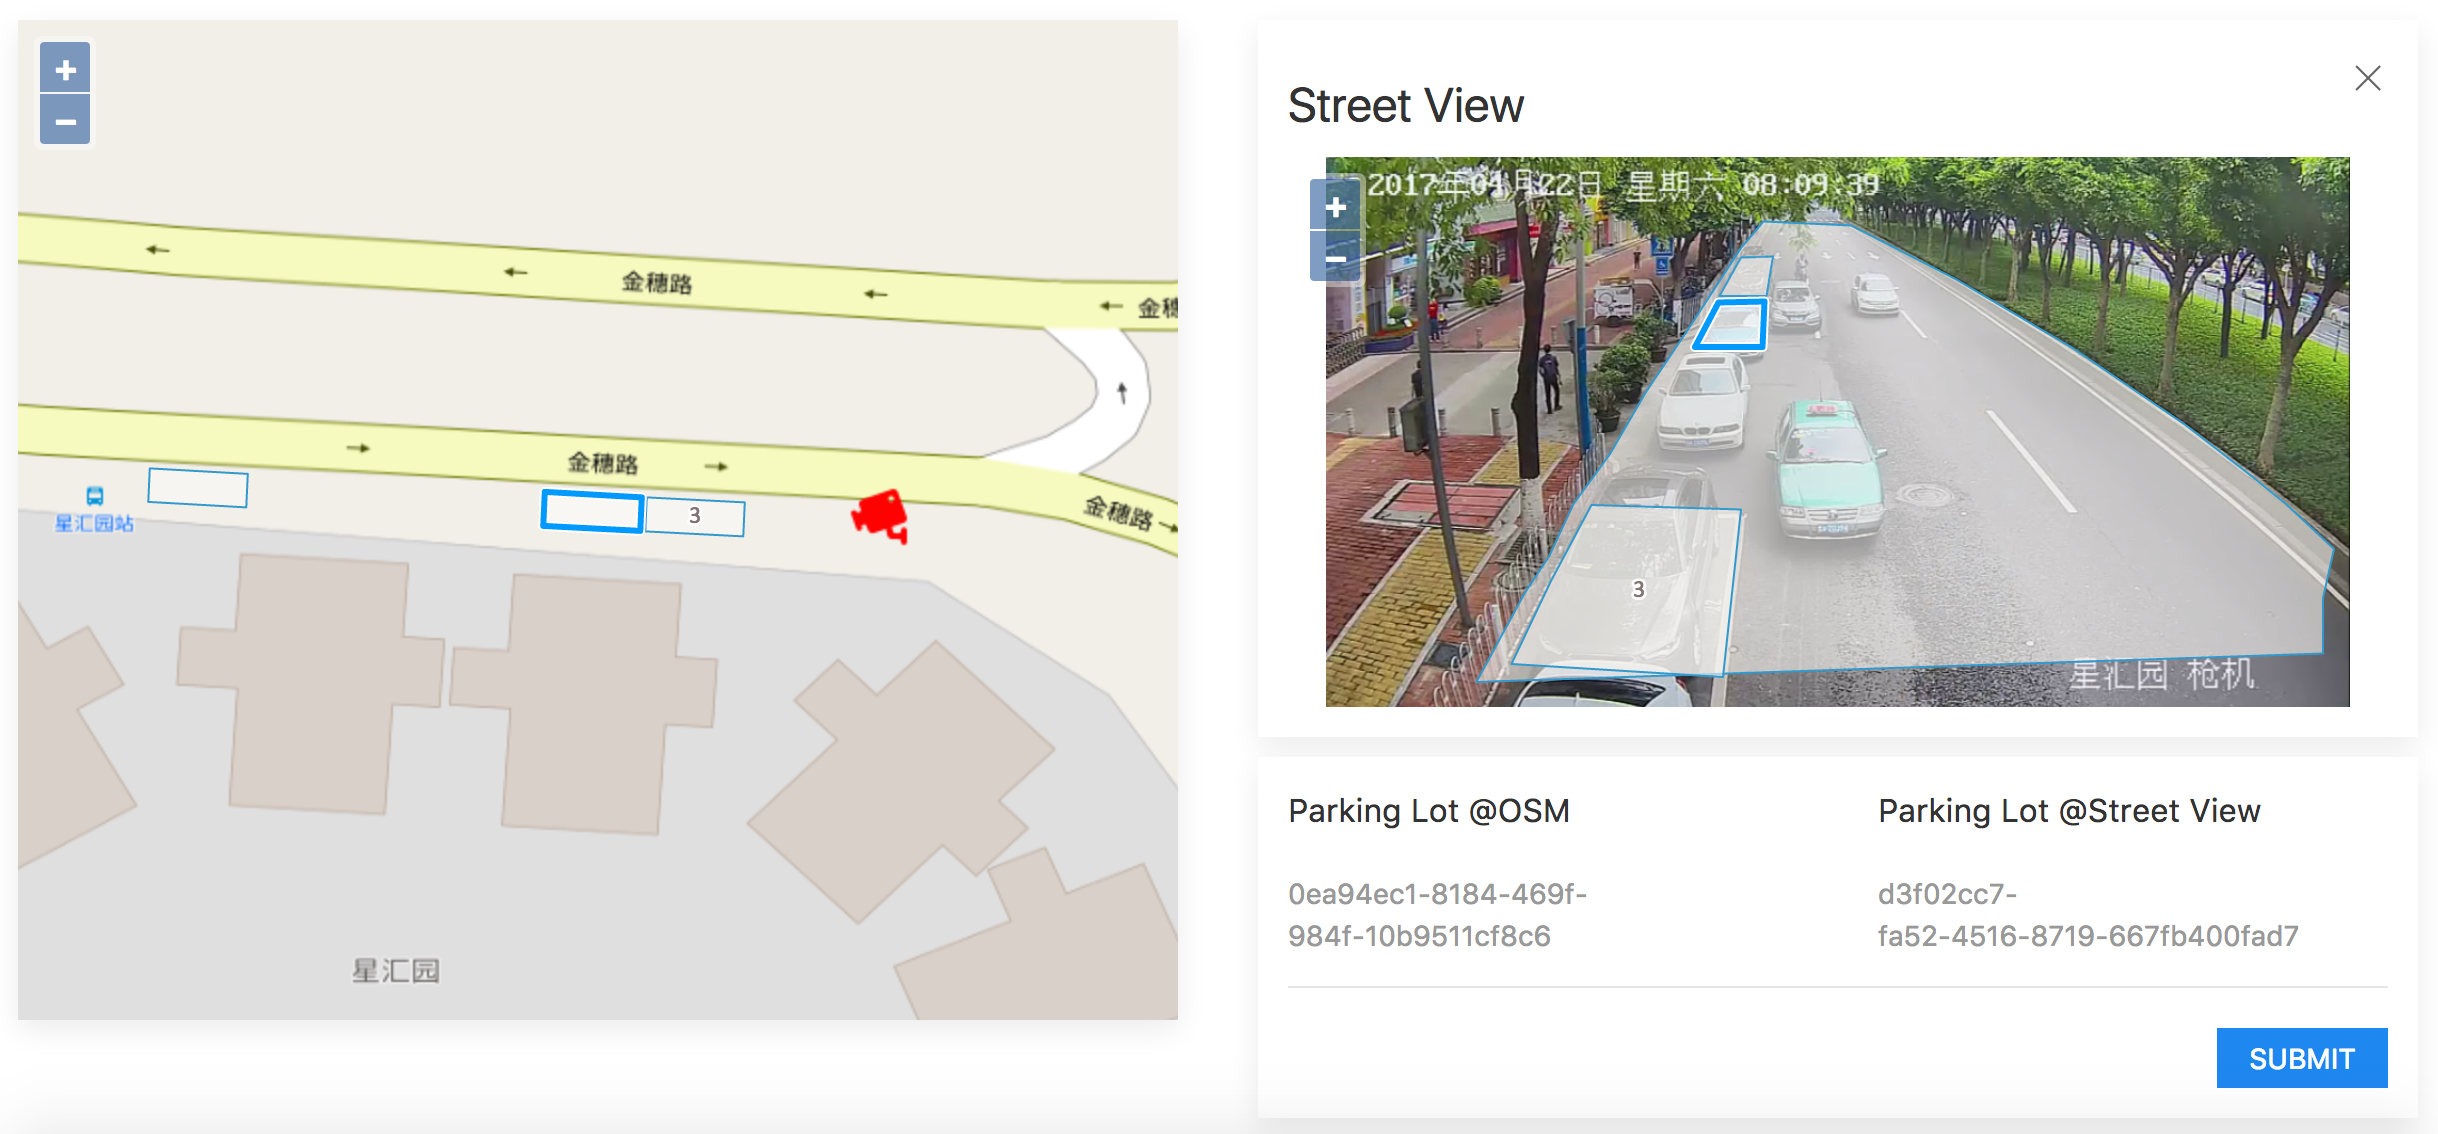 +
−
金穗路
金穗
金穗路
金穗路
3
星汇园站
星汇园
Street View
+
−
2017年04月22日 星期六 08:09:39
3
星汇园 枪机
Parking Lot @OSM
0ea94ec1-8184-469f-
984f-10b9511cf8c6
Parking Lot @Street View
d3f02cc7-
fa52-4516-8719-667fb400fad7
SUBMIT